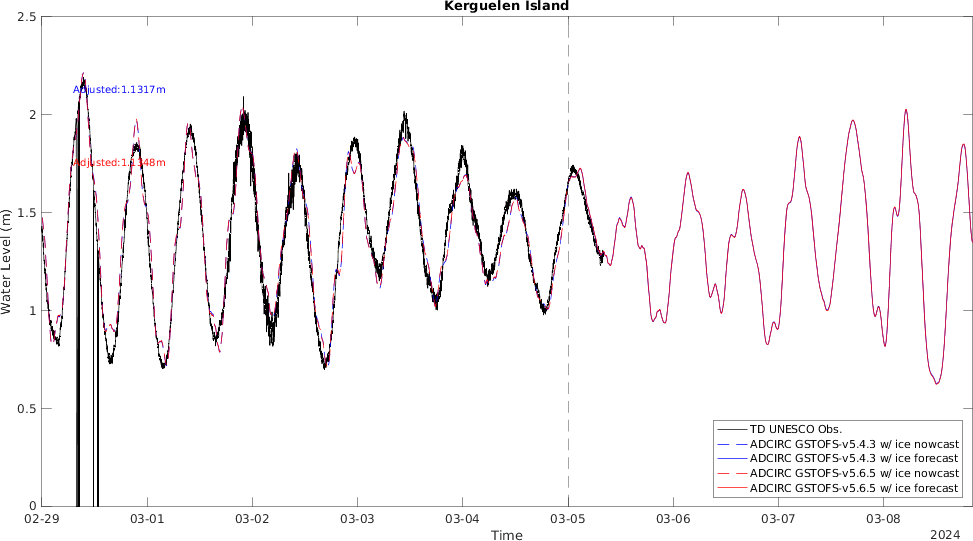 Kerguelen Island
2.5
2
1.5
1
0.5
0
Water Level (m)
Adjusted:1.1317m
Adjusted:1.1348m
TD UNESCO Obs.
ADCIRC GSTOFS-v5.4.3 w/ ice nowcast
ADCIRC GSTOFS-v5.4.3 w/ ice forecast
ADCIRC GSTOFS-v5.6.5 w/ ice nowcast
ADCIRC GSTOFS-v5.6.5 w/ ice forecast
02-29 03-01 03-02 03-03 03-04 03-05 03-06 03-07 03-08
Time
2024